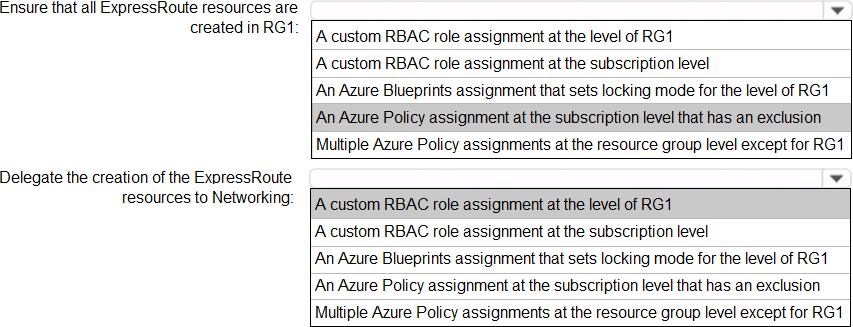 Ensure that all ExpressRoute resources are
created in RG1:
A custom RBAC role assignment at the level of RG1
A custom RBAC role assignment at the subscription level
An Azure Blueprints assignment that sets locking mode for the level of RG1
An Azure Policy assignment at the subscription level that has an exclusion
Multiple Azure Policy assignments at the resource group level except for RG1
Delegate the creation of the ExpressRoute
resources to Networking:
A custom RBAC role assignment at the level of RG1
A custom RBAC role assignment at the subscription level
An Azure Blueprints assignment that sets locking mode for the level of RG1
An Azure Policy assignment at the subscription level that has an exclusion
Multiple Azure Policy assignments at the resource group level except for RG1